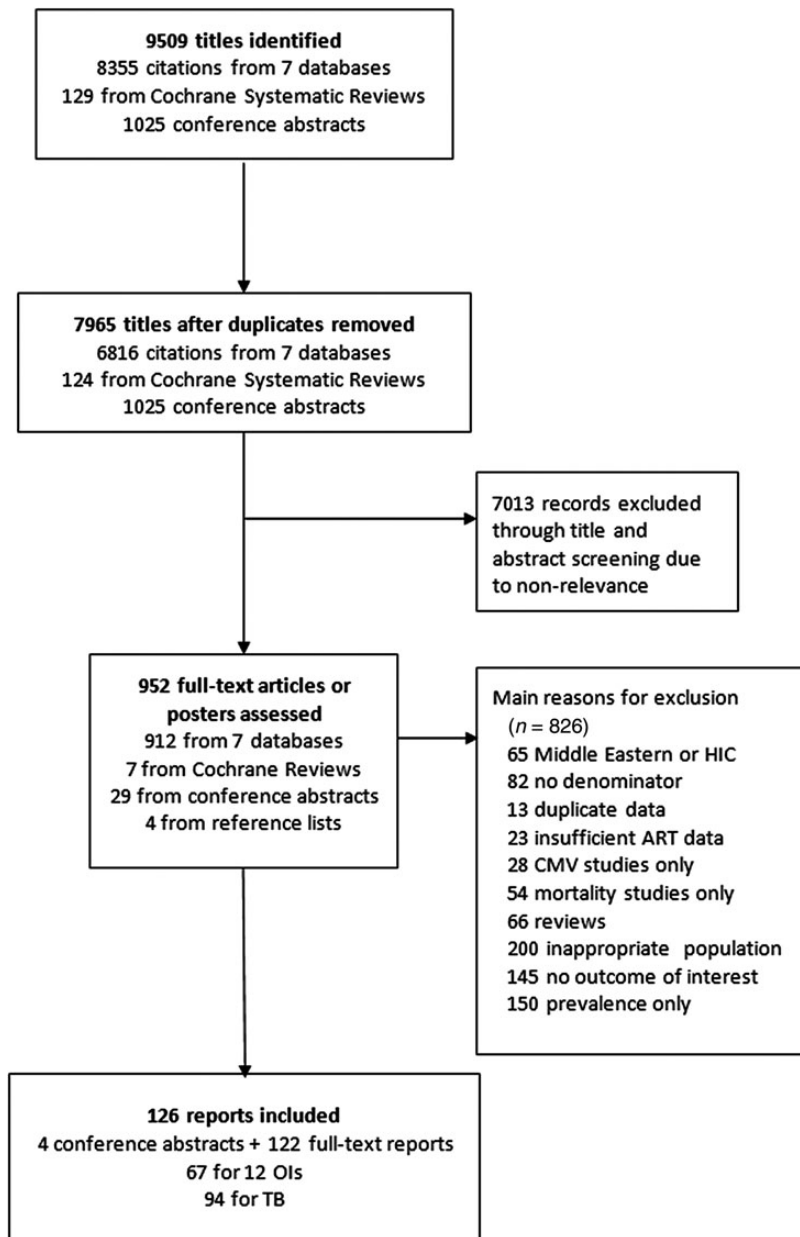 9509 titles identified
8355 citations from 7 databases
129 from Cochrane Systematic Reviews
1025 conference abstracts
7965 titles after duplicates removed
6816 citations from 7 databases
124 from Cochrane Systematic Reviews
1025 conference abstracts
7013 records excluded
through title and
abstract screening due
to non-relevance
952 full-text articles or
posters assessed
912 from 7 databases
7 from Cochrane Reviews
29 from conference abstracts
4 from reference lists
Main reasons for exclusion
(n = 826)
65 Middle Eastern or HIC
82 no denominator
13 duplicate data
23 insufficient ART data
28 CMV studies only
54 mortality studies only
66 reviews
200 inappropriate population
145 no outcome of interest
150 prevalence only
126 reports included
4 conference abstracts + 122 full-text reports
67 for 12 OIs
94 for TB